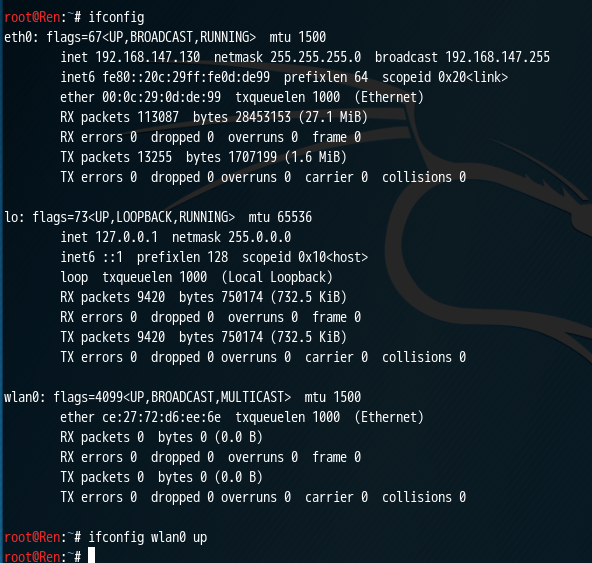 root@Ren:~# ifconfig
eth0: flags=67<UP,BROADCAST,RUNNING>  mtu 1500
        inet 192.168.147.130  netmask 255.255.255.0  broadcast 192.168.147.255
        inet6 fe80::20c:29ff:fe0d:de99  prefixlen 64  scopeid 0x20<link>
        ether 00:0c:29:0d:de:99  txqueuelen 1000  (Ethernet)
        RX packets 113087  bytes 28453153 (27.1 MiB)
        RX errors 0  dropped 0  overruns 0  frame 0
        TX packets 13255  bytes 1707199 (1.6 MiB)
        TX errors 0  dropped 0 overruns 0  carrier 0  collisions 0

lo: flags=73<UP,LOOPBACK,RUNNING>  mtu 65536
        inet 127.0.0.1  netmask 255.0.0.0
        inet6 ::1  prefixlen 128  scopeid 0x10<host>
        loop  txqueuelen 1000  (Local Loopback)
        RX packets 9420  bytes 750174 (732.5 KiB)
        RX errors 0  dropped 0  overruns 0  frame 0
        TX packets 9420  bytes 750174 (732.5 KiB)
        TX errors 0  dropped 0 overruns 0  carrier 0  collisions 0

wlan0: flags=4099<UP,BROADCAST,MULTICAST>  mtu 1500
        ether ce:27:72:d6:ee:6e  txqueuelen 1000  (Ethernet)
        RX packets 0  bytes 0 (0.0 B)
        RX errors 0  dropped 0  overruns 0  frame 0
        TX packets 0  bytes 0 (0.0 B)
        TX errors 0  dropped 0 overruns 0  carrier 0  collisions 0

root@Ren:~# ifconfig wlan0 up
root@Ren:~#